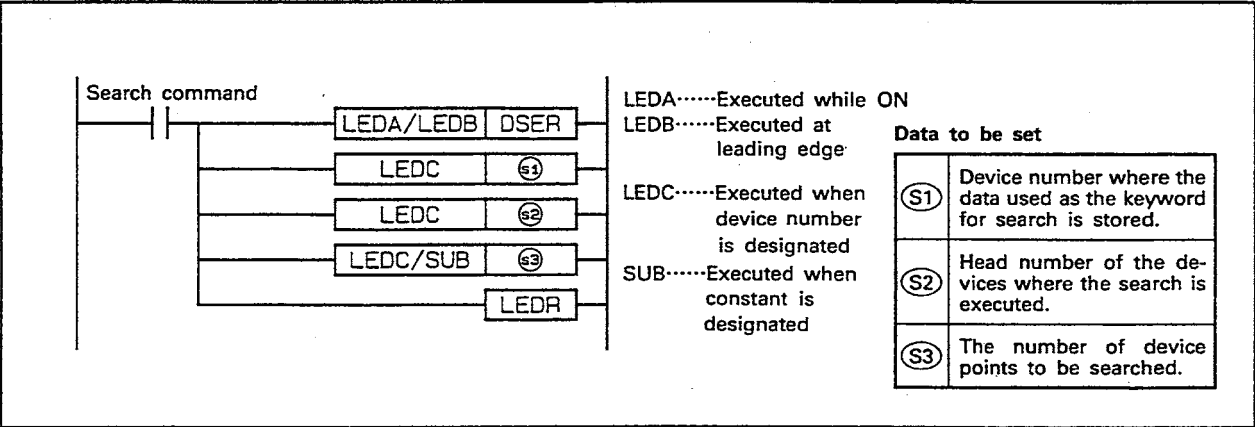 Search command
LEDA/LEDB DSER
LEDC S1
LEDC S2
LEDC/SUB S3
LEDR
LEDA······Executed while ON
LEDB······Executed at
leading edge
LEDC······Executed when
device number
is designated
SUB······Executed when
constant is
designated
Data to be set
S1 Device number where the
data used as the keyword
for search is stored.
S2 Head number of the de-
vices where the search is
executed.
S3 The number of device
points to be searched.